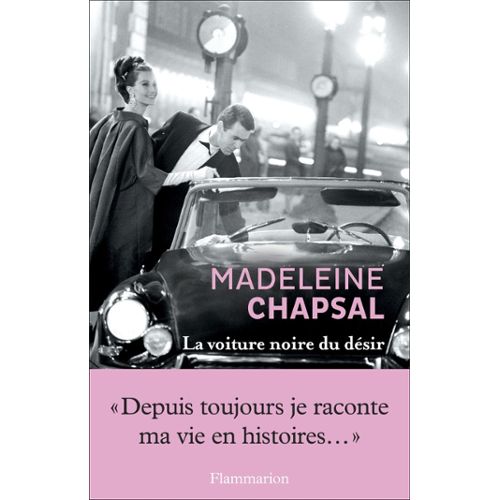 MADELEINE
CHAPSAL
La voiture noire du désir
« Depuis toujours je raconte
ma vie en histoires... »
Flammarion